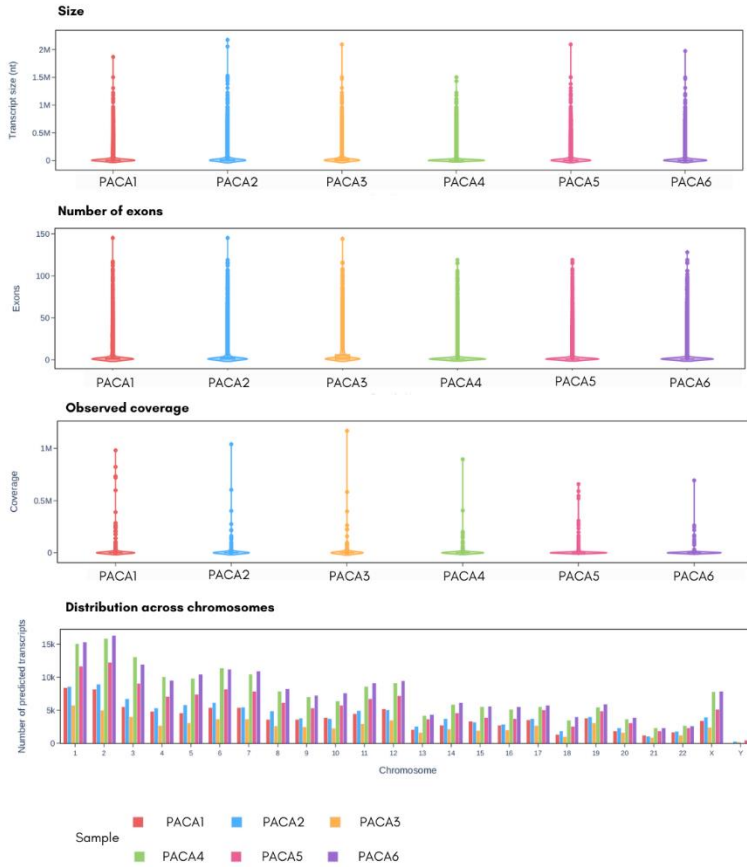 Size
Transcript size (nt)
2M
1.5M
1M
0.5M
0
PACA1 PACA2 PACA3 PACA4 PACA5 PACA6
Number of exons
Exons
150
100
50
0
PACA1 PACA2 PACA3 PACA4 PACA5 PACA6
Observed coverage
Coverage
1M
0.5M
0
PACA1 PACA2 PACA3 PACA4 PACA5 PACA6
Distribution across chromosomes
Number of predicted transcripts
15k
10k
5k
0
1 2 3 4 5 6 7 8 9 10 11 12 13 14 15 16 17 18 19 20 21 22 X Y
Chromosome
Sample
PACA1 PACA2 PACA3
PACA4 PACA5 PACA6